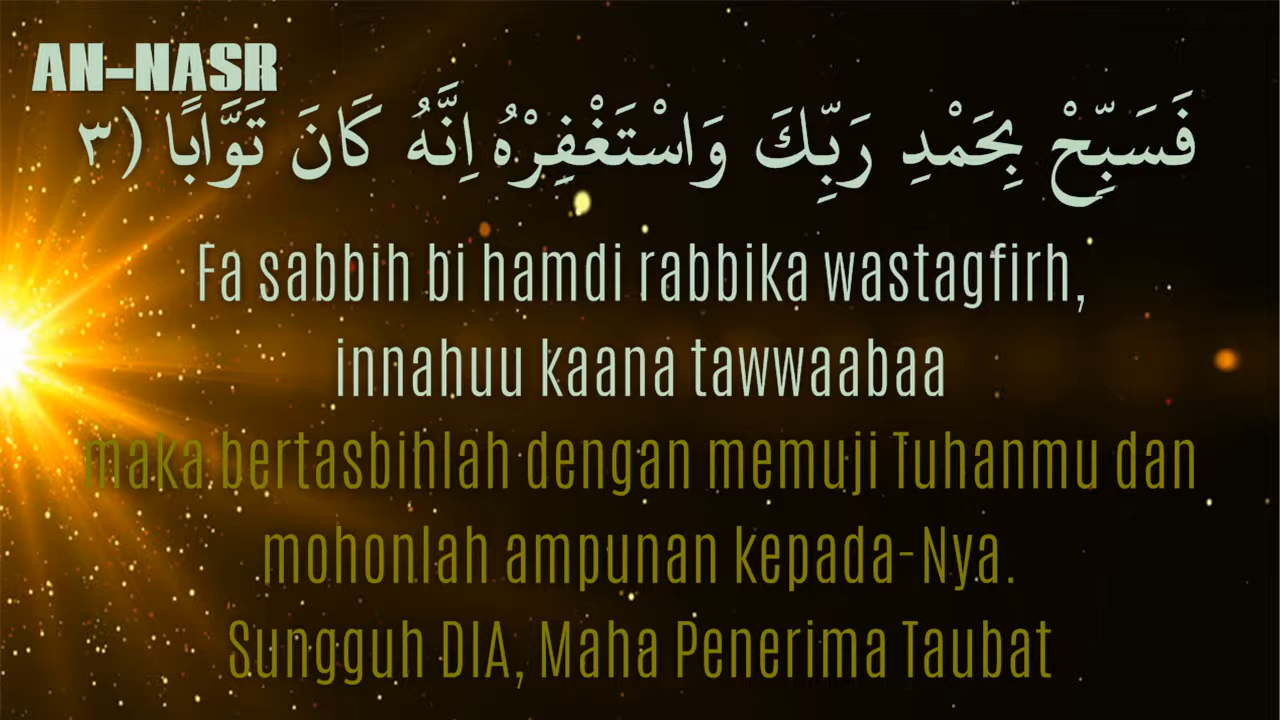 AN-NASR
فَسَبِّحْ بِحَمْدِ رَبِّكَ وَاسْتَغْفِرْهُ اِنَّهُ كَانَ تَوَّابًا (٣
Fa sabbih bi hamdi rabbika wastagfirh,
innahuu kaana tawwaabaa
maka bertasbihlah dengan memuji Tuhanmu dan
mohonlah ampunan kepada-Nya.
Sungguh DIA, Maha Penerima Taubat